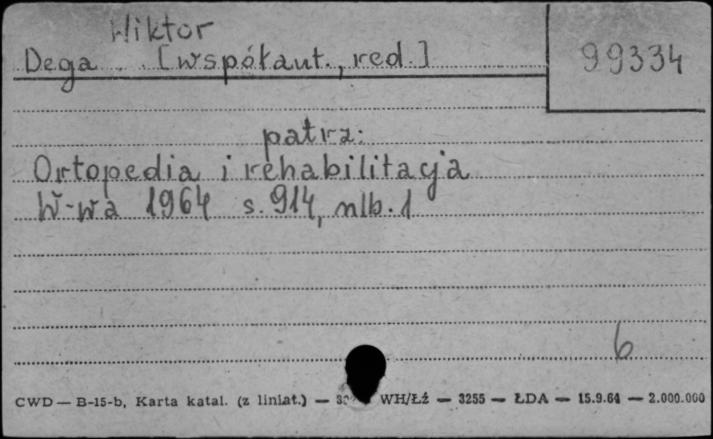 Wiktor
Dega [współaut., red.]
99334
patrz:
Ortopedia i rehabilitacja
W-wa 1964 s. 914, nlb. 1
6
CWD — B-15-b, Karta katal. (z liniat.) — WH/Łź — 3255 — ŁDA — 15.9.64 — 2.000.000